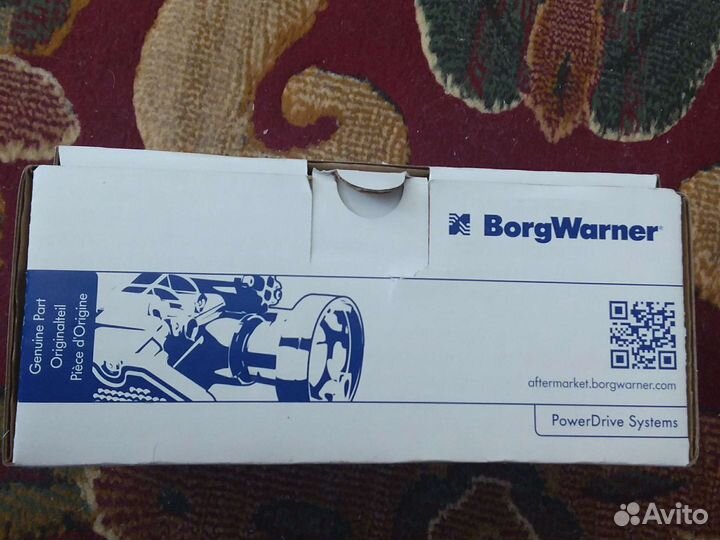 BorgWarner
Genuine Part
Originalteil
Pièce d'Origine
aftermarket.borgwarner.com
PowerDrive Systems
Avito